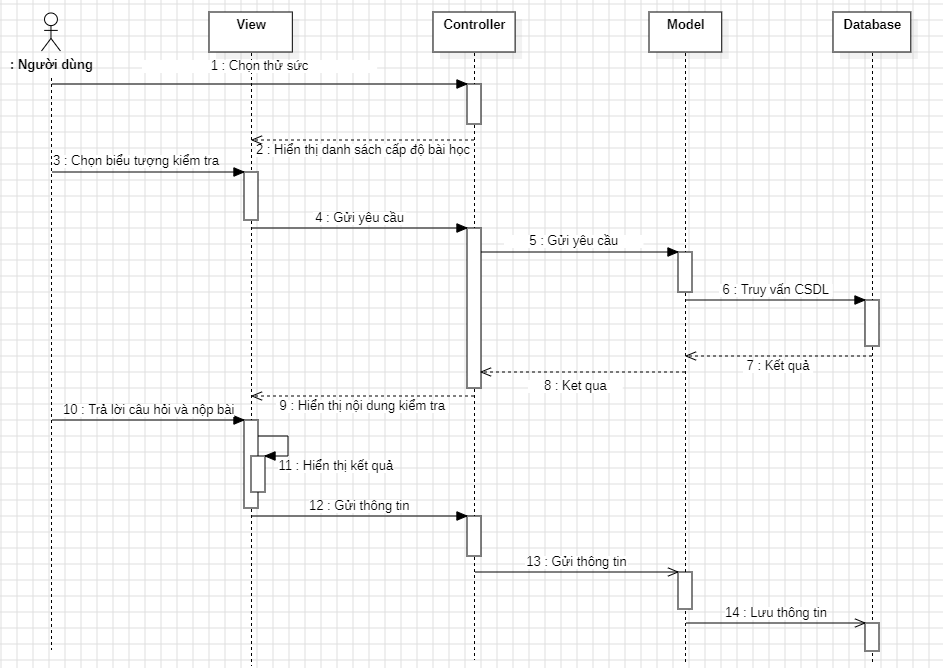 View
Controller
Model
Database
: Người dùng
1 : Chọn thử sức
2 : Hiển thị danh sách cấp độ bài học
3 : Chọn biểu tượng kiểm tra
4 : Gửi yêu cầu
5 : Gửi yêu cầu
6 : Truy vấn CSDL
7 : Kết quả
8 : Ket qua
9 : Hiển thị nội dung kiểm tra
10 : Trả lời câu hỏi và nộp bài
11 : Hiển thị kết quả
12 : Gửi thông tin
13 : Gửi thông tin
14 : Lưu thông tin